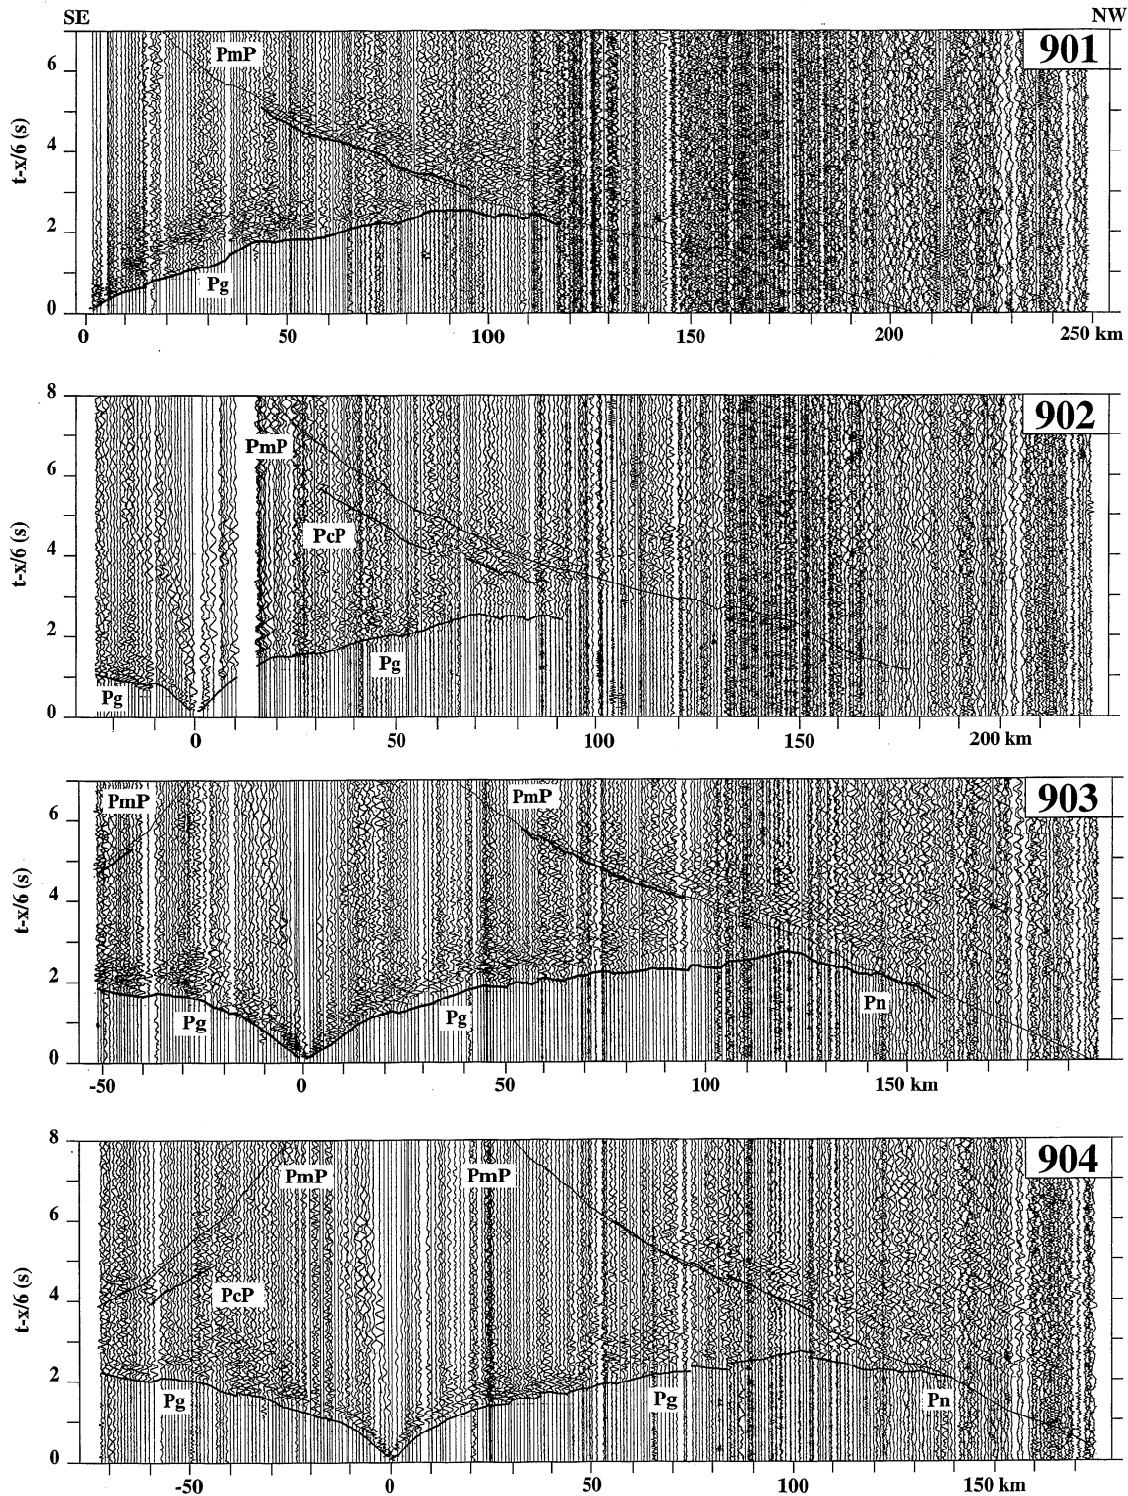 SE NW
PmP 901
6
t-x/6 (s)
4
2
Pg
0
0 50 100 150 200 250 km
8
902
PmP
6
PcP
t-x/6 (s)
4
2
Pg
Pg
0
0 50 100 150 200 km
PmP PmP 903
6
t-x/6 (s)
4
2
Pg Pg Pn
0
-50 0 50 100 150 km
8
PmP PmP 904
6
t-x/6 (s)
4
PcP
2
Pg Pg Pn
0
-50 0 50 100 150 km